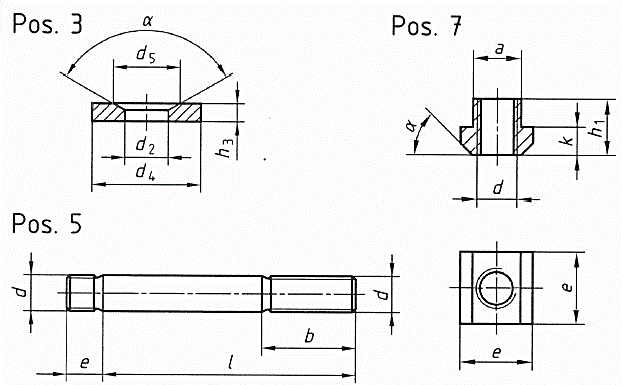 Pos. 3
α
d5
d2
d4
h3
Pos. 7
a
α
k
h1
d
Pos. 5
d
d
b
e
l
e
e